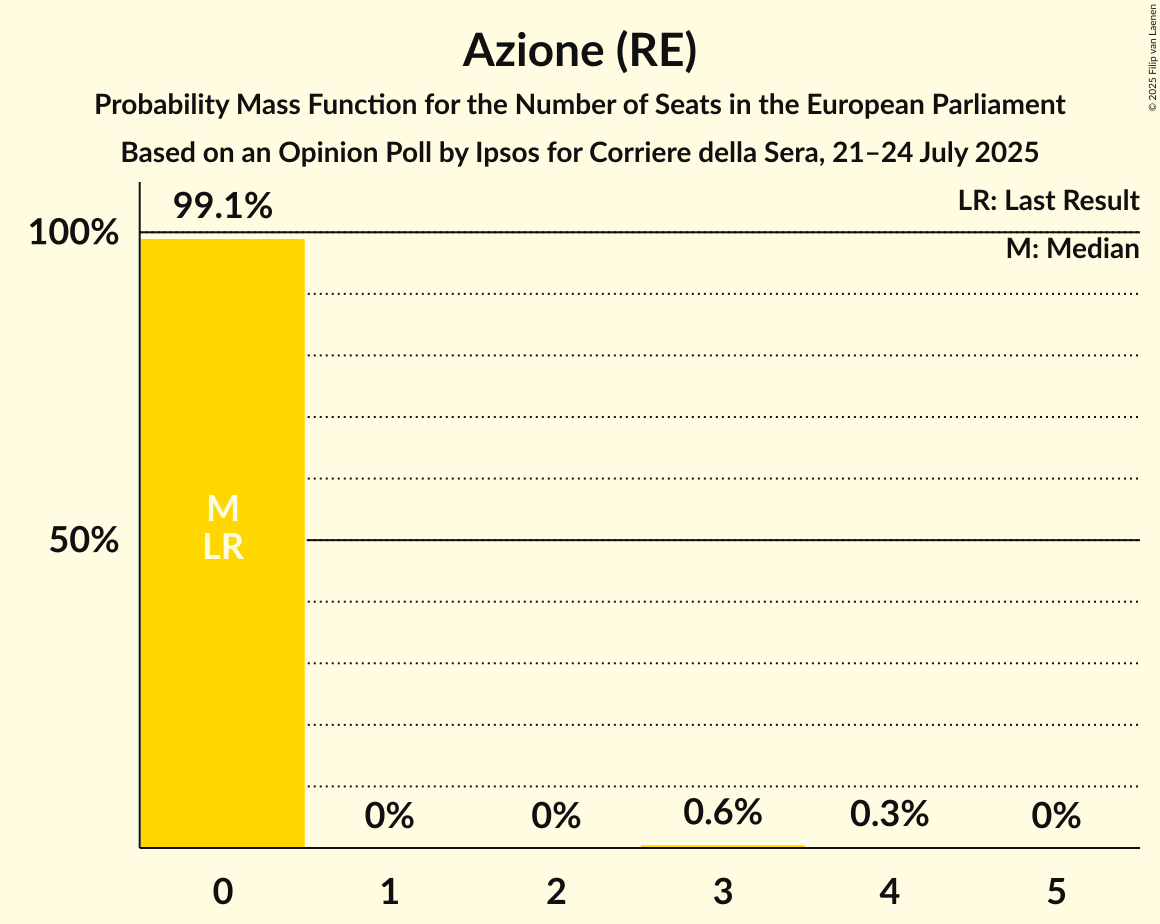 Azione (RE)
Probability Mass Function for the Number of Seats in the European Parliament
Based on an Opinion Poll by Ipsos for Corriere della Sera, 21–24 July 2025
© 2025 Filip van Laenen
LR: Last Result
M: Median
99.1%
100%
50%
M
LR
0%
0%
0.6%
0.3%
0%
0
1
2
3
4
5